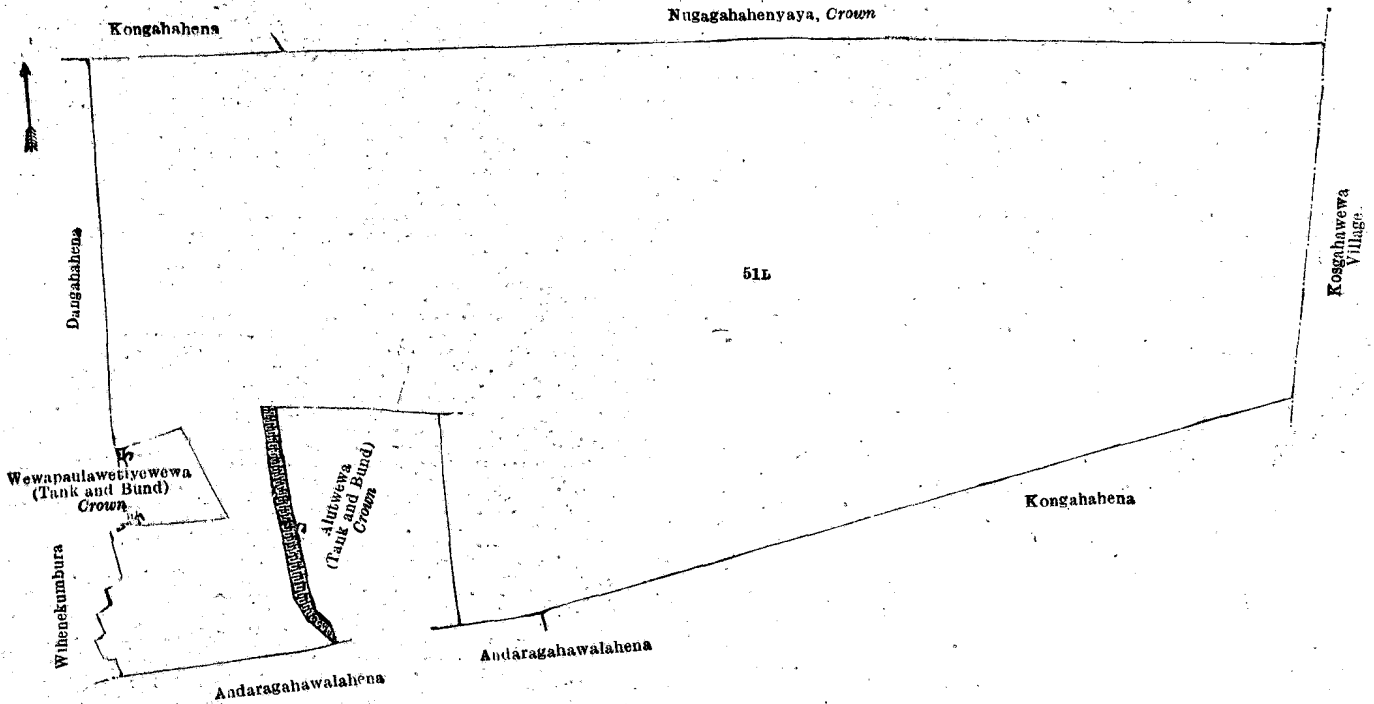 Kongahahena
Nugagahahenyaya, Crown
Dangahahena
51L
Kosgahawewa
Village.
Wewapaulawetiyewewa
(Tank and Bund)
Crown
Alutwewa
(Tank and Bund)
Crown
Kongahahena
Wihenekumbura
Andaragahawalahena
Andaragahawalahena